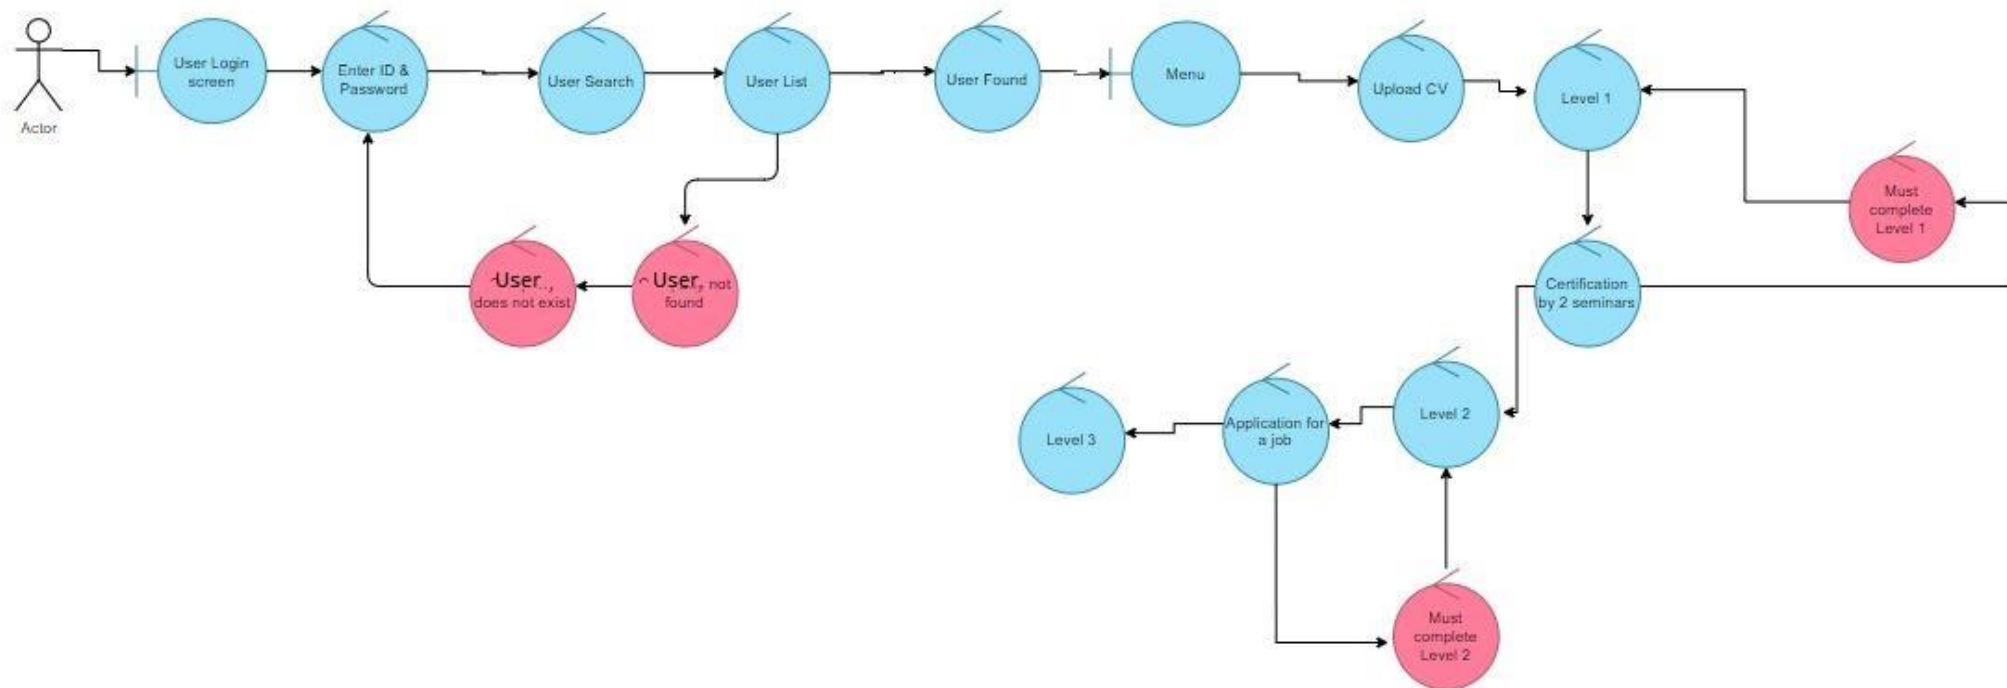 User Login
screen
Enter ID &
Password
User Search
User List
User Found
Menu
Upload CV
Level 1
Actor
Must
complete
Level 1
User
does not exist
User, not
found
Certification
by 2 seminars
Level 3
Application for
a job
Level 2
Must
complete
Level 2